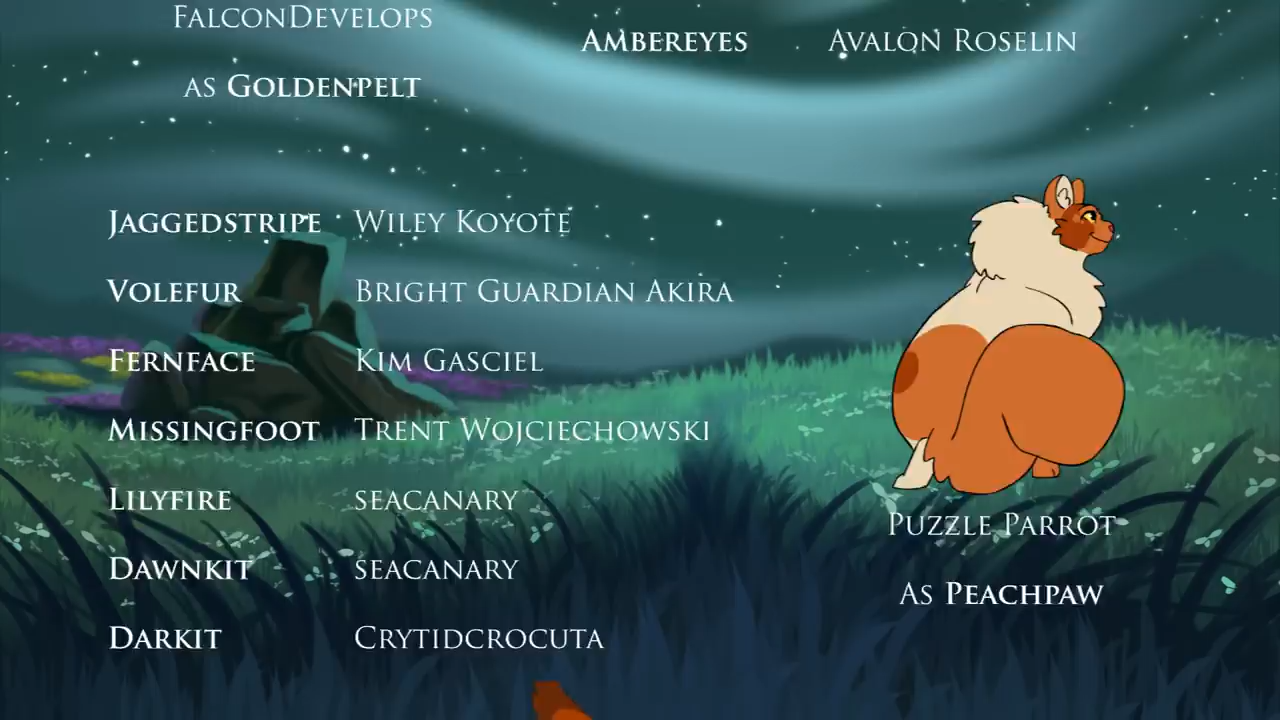 FalconDevelops
as Goldenpelt
Ambereyes Avalon Roselin
Jaggedstripe Wiley Koyote
Volefur Bright Guardian Akira
Fernface Kim Gasciel
Missingfoot Trent Wojciechowski
Lilyfire seacanary
Dawnkit seacanary
Darkit Crytidcrocuta
Puzzle Parrot
As Peachpaw